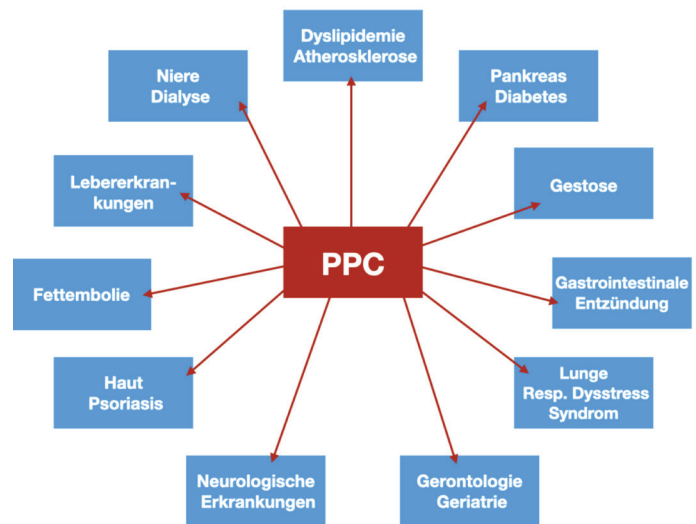 Dyslipidemie
Atherosklerose
Niere
Dialyse
Pankreas
Diabetes
Lebererkran-
kungen
Gestose
PPC
Fettembolie
Gastrointestinale
Entzündung
Haut
Psoriasis
Lunge
Resp. Dysstress
Syndrom
Neurologische
Erkrankungen
Gerontologie
Geriatrie